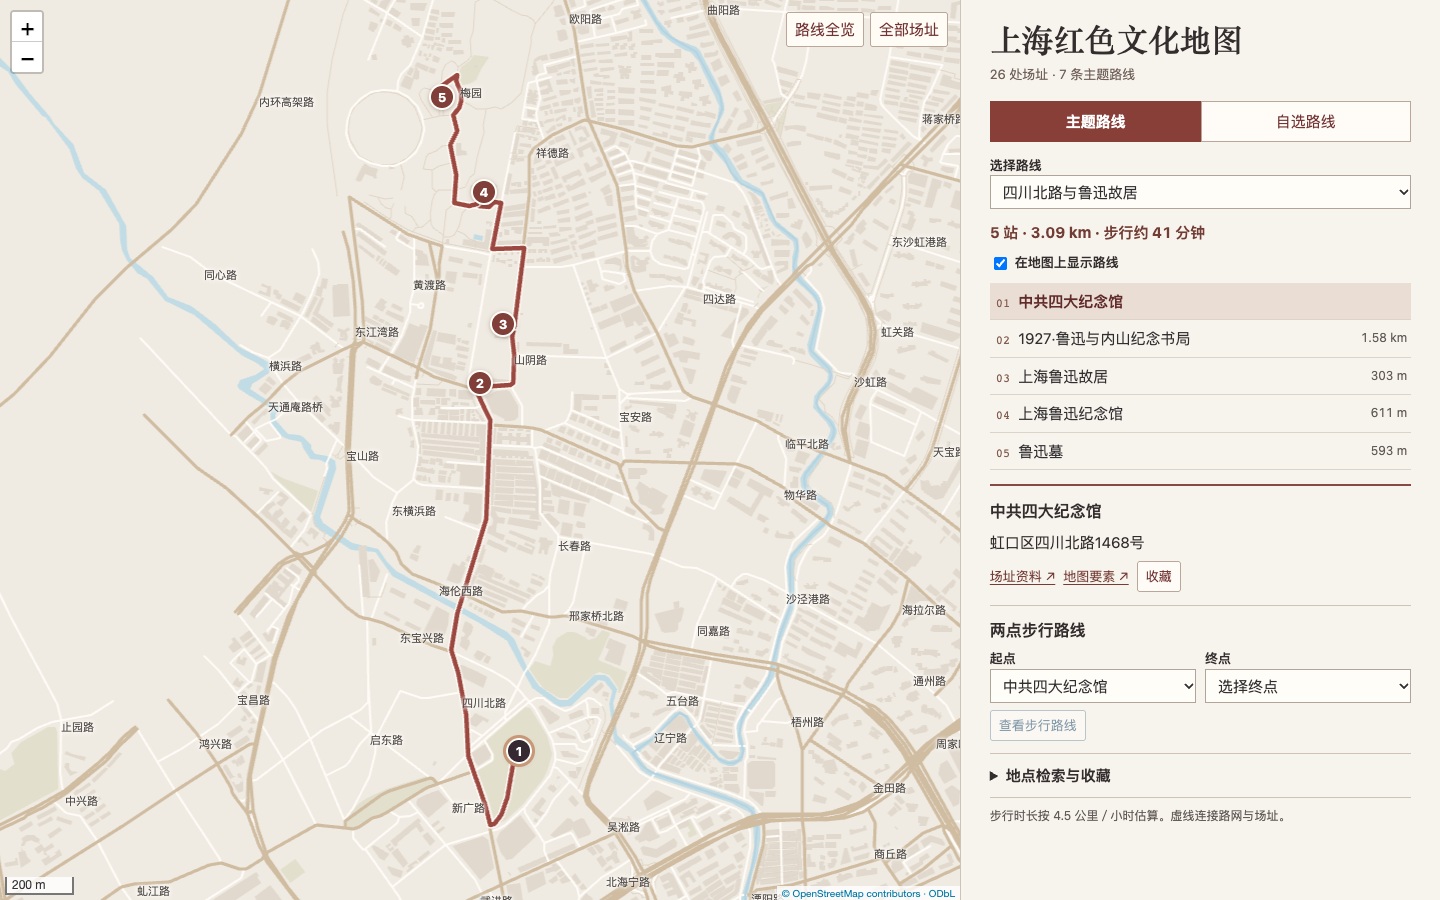 +
−
路线全览
全部场址
欧阳路
曲阳路
内环高架路
5
梅园
祥德路
4
东沙虹港路
同心路
黄渡路
四达路
3
东江湾路
虹关路
山阴路
横浜路
2
沙虹路
天通庵路桥
宝安路
临平北路
宝山路
物华路
东横浜路
长春路
海伦西路
沙泾港路
邢家桥北路
海拉尔路
同嘉路
东宝兴路
通州路
宝昌路
四川北路
五台路
梧州路
止园路
鸿兴路
启东路
辽宁路
1
金田路
中兴路
新广路
吴淞路
商丘路
北海宁路
虬江路
200 m
© OpenStreetMap contributors · ODbL
上海红色文化地图
26 处场址 · 7 条主题路线
主题路线
自选路线
选择路线
四川北路与鲁迅故居
5 站 · 3.09 km · 步行约 41 分钟
在地图上显示路线
01 中共四大纪念馆
02 1927·鲁迅与内山纪念书局 1.58 km
03 上海鲁迅故居 303 m
04 上海鲁迅纪念馆 611 m
05 鲁迅墓 593 m
中共四大纪念馆
虹口区四川北路1468号
场址资料 ↗ 地图要素 ↗ 收藏
两点步行路线
起点 终点
中共四大纪念馆 选择终点
查看步行路线
地点检索与收藏
步行时长按 4.5 公里 / 小时估算。虚线连接路网与场址。